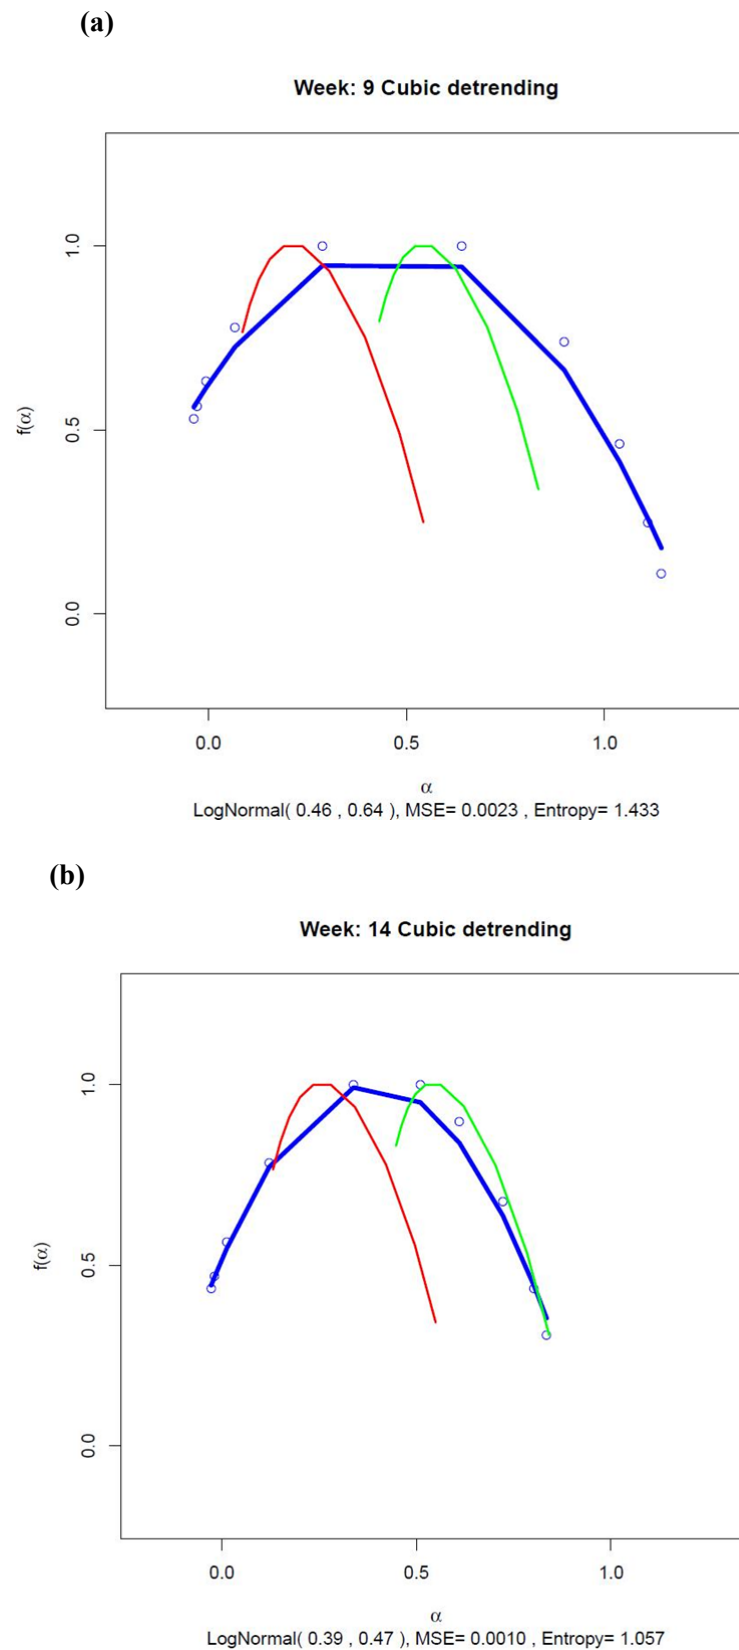 (a)
Week: 9 Cubic detrending
1.0
0.5
0.0
f(α)
0.0 0.5 1.0
α
LogNormal( 0.46 , 0.64 ), MSE= 0.0023 , Entropy= 1.433
(b)
Week: 14 Cubic detrending
1.0
0.5
0.0
f(α)
0.0 0.5 1.0
α
LogNormal( 0.39 , 0.47 ), MSE= 0.0010 , Entropy= 1.057